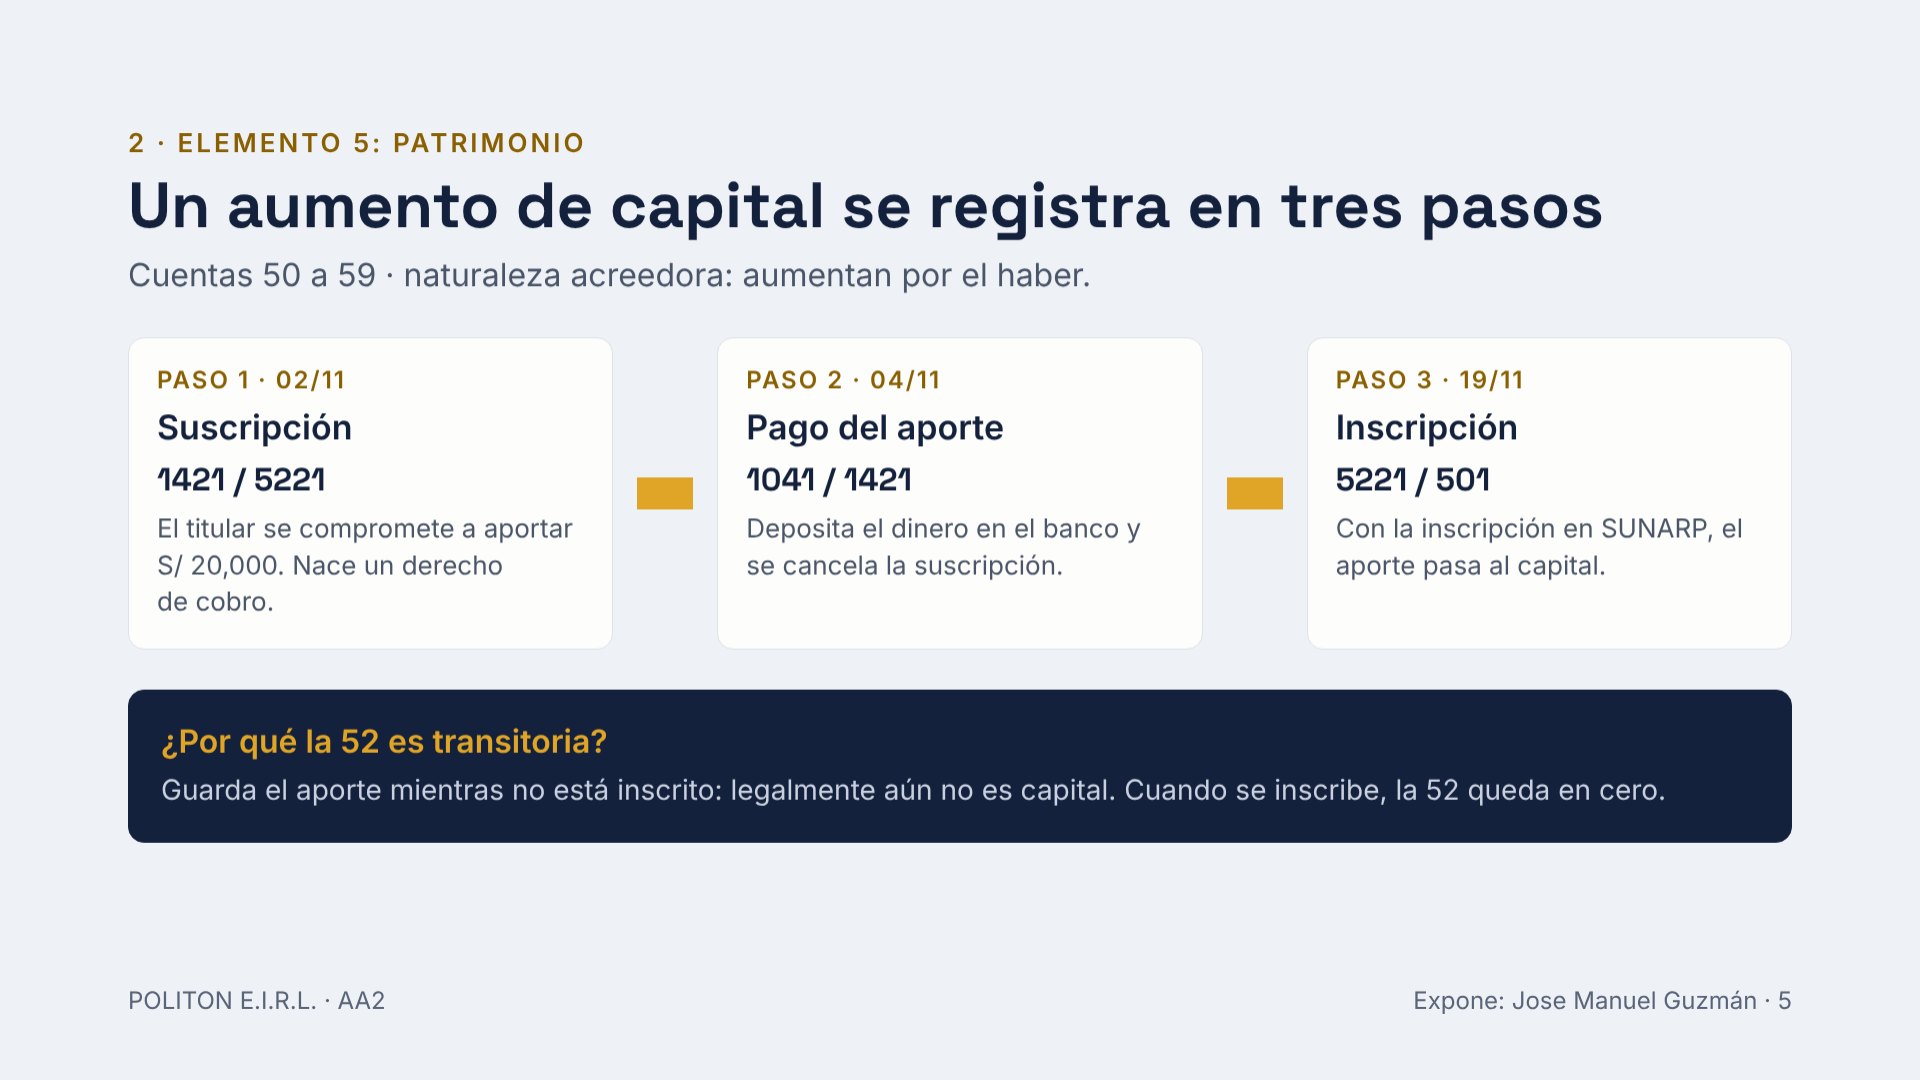 2 · ELEMENTO 5: PATRIMONIO
Un aumento de capital se registra en tres pasos
Cuentas 50 a 59 · naturaleza acreedora: aumentan por el haber.
PASO 1 · 02/11
Suscripción
1421 / 5221
El titular se compromete a aportar
S/ 20,000. Nace un derecho
de cobro.
PASO 2 · 04/11
Pago del aporte
1041 / 1421
Deposita el dinero en el banco y
se cancela la suscripción.
PASO 3 · 19/11
Inscripción
5221 / 501
Con la inscripción en SUNARP, el
aporte pasa al capital.
¿Por qué la 52 es transitoria?
Guarda el aporte mientras no está inscrito: legalmente aún no es capital. Cuando se inscribe, la 52 queda en cero.
POLITON E.I.R.L. · AA2
Expone: Jose Manuel Guzmán · 5